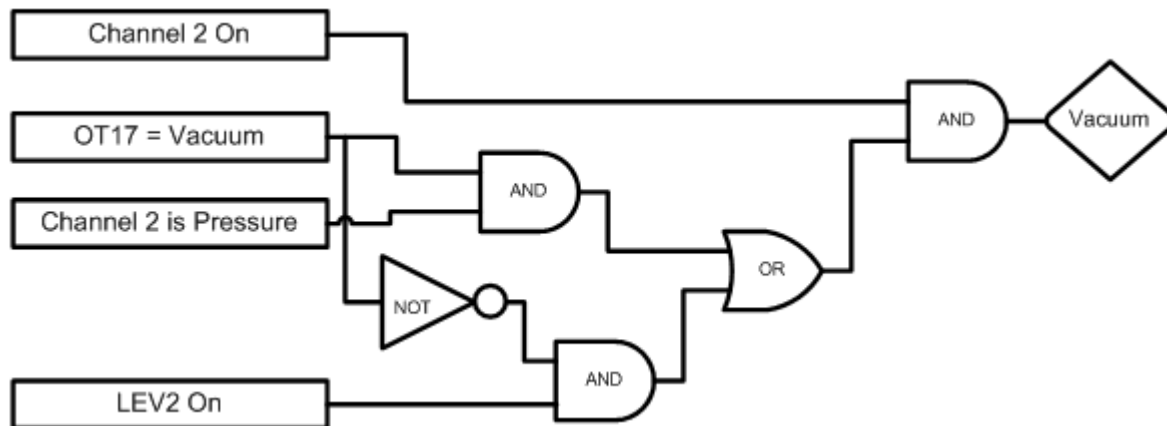 Channel 2 On
OT17 = Vacuum
Channel 2 is Pressure
LEV2 On
AND
NOT
AND
OR
AND
Vacuum